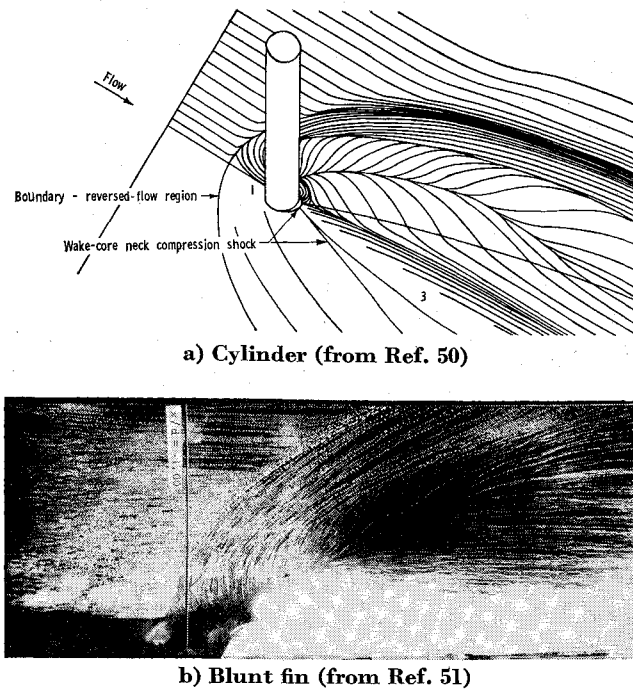 Flow
1
Boundary - reversed-flow region
Wake-core neck compression shock
3
a) Cylinder (from Ref. 50)
b) Blunt fin (from Ref. 51)